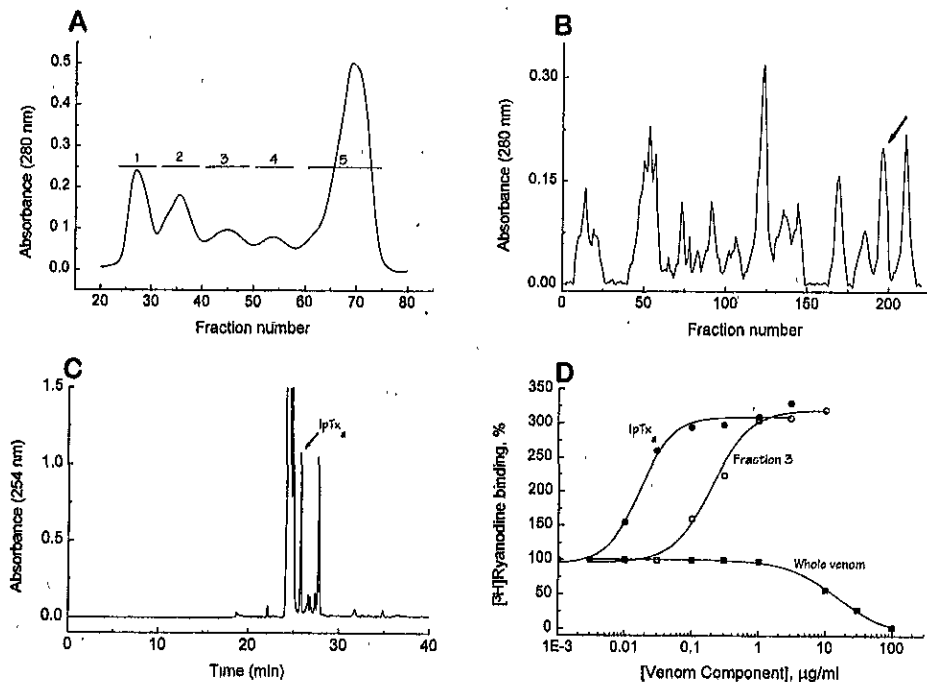 A
Absorbance (280 nm)
0.5
0.4
0.3
0.2
0.1
0.0
1
2
3
4
5
20 30 40 50 60 70 80
Fraction number
B
Absorbance (280 nm)
0.30
0.15
0.00
0 50 100 150 200
Fraction number
C
Absorbance (254 nm)
1.5
1.0
0.5
0.0
IpTxa
0 10 20 30 40
Time (min)
D
[³H]Ryanodine binding, %
350
300
250
200
150
100
50
0
IpTxa
Fraction 3
Whole venom
1E-3 0.01 0.1 1 10 100
[Venom Component], µg/ml